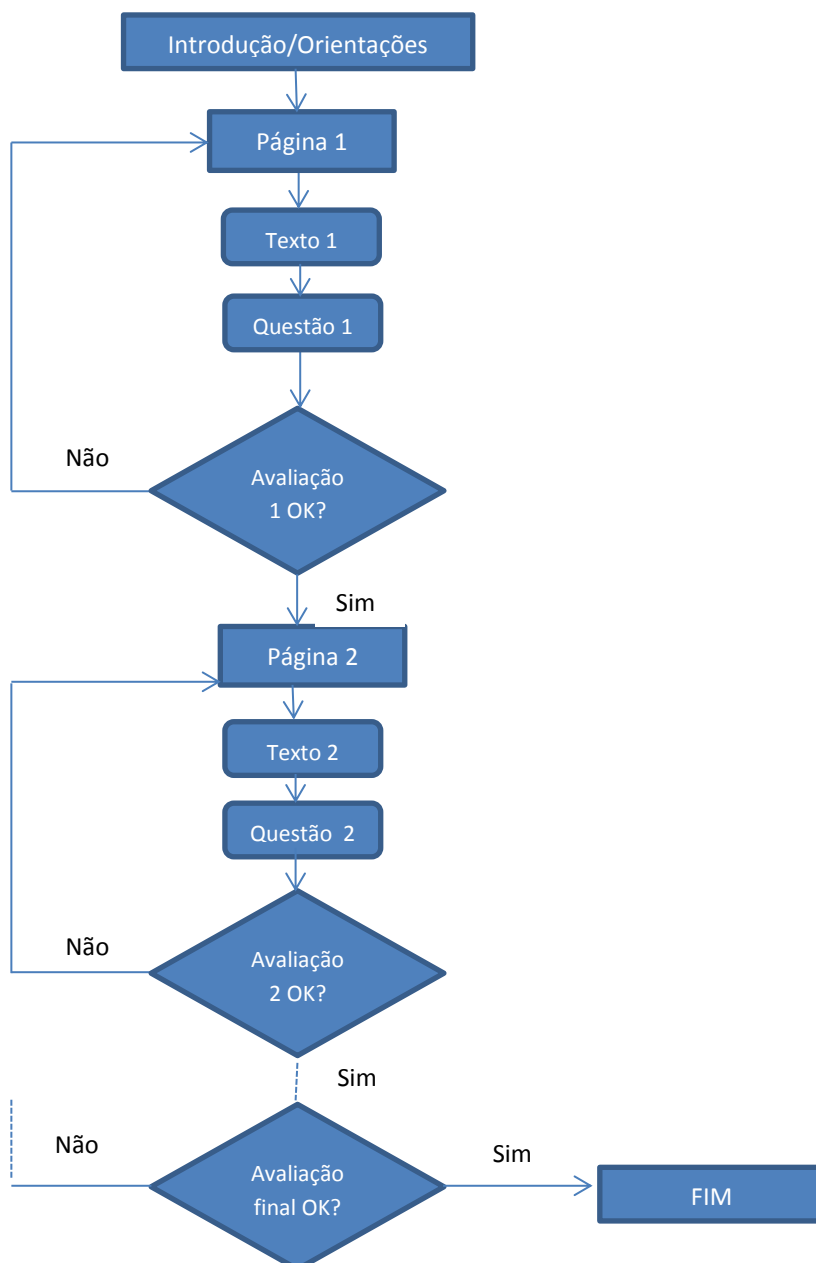 Introdução/Orientações
Página 1
Texto 1
Questão 1
Não
Avaliação
1 OK?
Sim
Página 2
Texto 2
Questão  2
Não
Avaliação
2 OK?
Sim
Não
Avaliação
final OK?
Sim
FIM